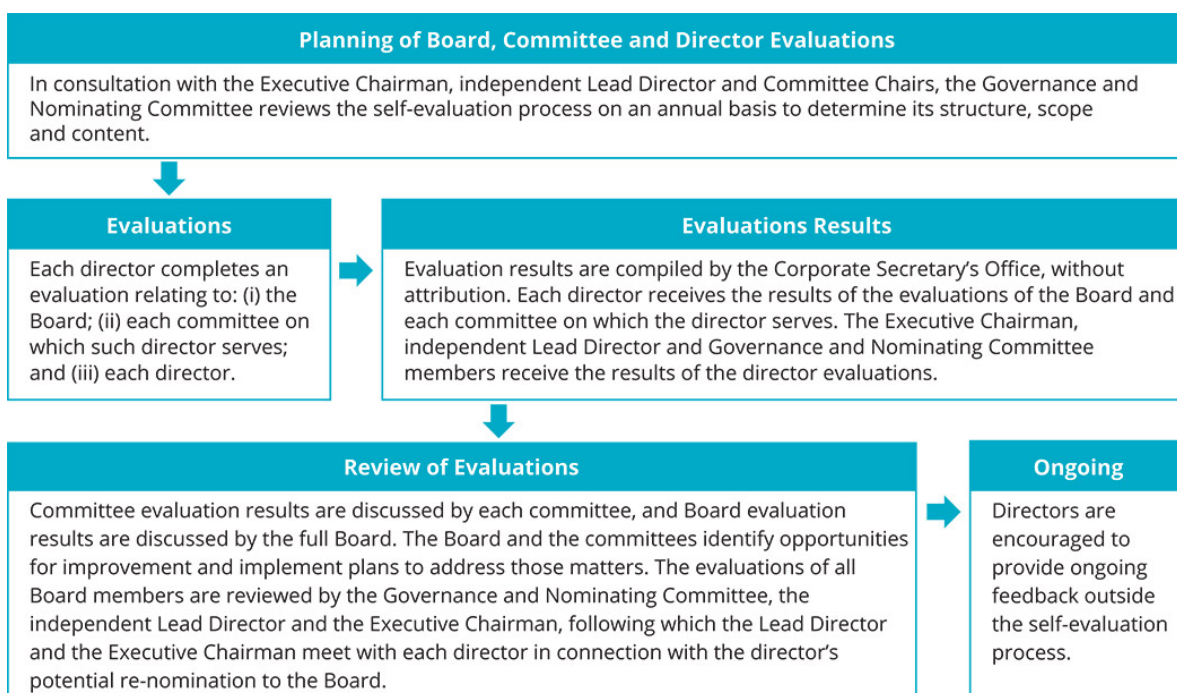 Planning of Board, Committee and Director Evaluations
In consultation with the Executive Chairman, independent Lead Director and Committee Chairs, the Governance and
Nominating Committee reviews the self-evaluation process on an annual basis to determine its structure, scope
and content.
Evaluations
Each director completes an
evaluation relating to: (i) the
Board; (ii) each committee on
which such director serves;
and (iii) each director.
Evaluations Results
Evaluation results are compiled by the Corporate Secretary’s Office, without
attribution. Each director receives the results of the evaluations of the Board and
each committee on which the director serves. The Executive Chairman,
independent Lead Director and Governance and Nominating Committee
members receive the results of the director evaluations.
Review of Evaluations
Committee evaluation results are discussed by each committee, and Board evaluation
results are discussed by the full Board. The Board and the committees identify opportunities
for improvement and implement plans to address those matters. The evaluations of all
Board members are reviewed by the Governance and Nominating Committee, the
independent Lead Director and the Executive Chairman, following which the Lead Director
and the Executive Chairman meet with each director in connection with the director’s
potential re-nomination to the Board.
Ongoing
Directors are
encouraged to
provide ongoing
feedback outside
the self-evaluation
process.